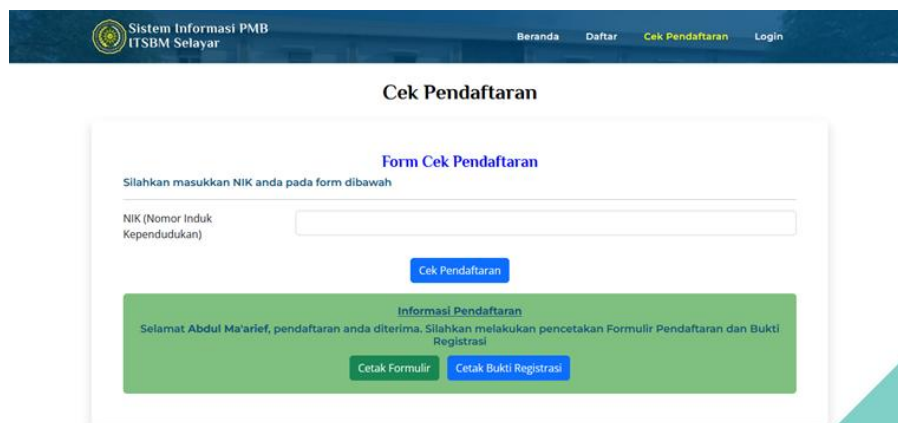 Sistem Informasi PMB
ITSBM Selayar
Beranda Daftar Cek Pendaftaran Login
Cek Pendaftaran
Form Cek Pendaftaran
Silahkan masukkan NIK anda pada form dibawah
NIK (Nomor Induk
Kependudukan)
Cek Pendaftaran
Informasi Pendaftaran
Selamat Abdul Ma'arief, pendaftaran anda diterima. Silahkan melakukan pencetakan Formulir Pendaftaran dan Bukti
Registrasi
Cetak Formulir Cetak Bukti Registrasi